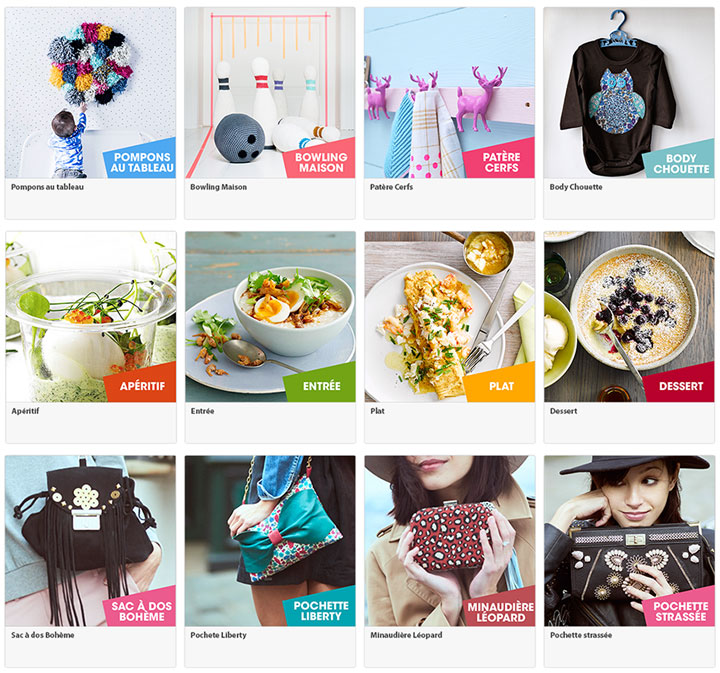 POMPONS
AU TABLEAU
Pompons au tableau
BOWLING
MAISON
Bowling Maison
PATÈRE
CERFS
Patère Cerfs
BODY
CHOUETTE
Body Chouette
APÉRITIF
Apéritif
ENTRÉE
Entrée
PLAT
Plat
DESSERT
Dessert
SAC À DOS
BOHÈME
Sac à dos Bohème
POCHETTE
LIBERTY
Pochete Liberty
MINAUDIÈRE
LÉOPARD
Minaudière Léopard
POCHETTE
STRASSÉE
Pochette strassée